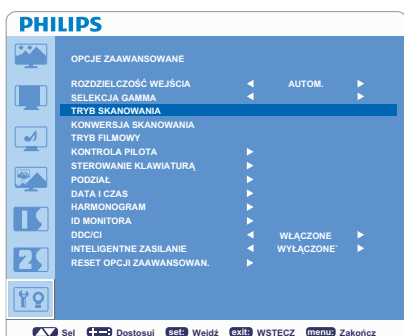 PHILIPS
OPCJE ZAAWANSOWANE
ROZDZIELCZOŚĆ WEJŚCIA AUTOM.
SELEKCJA GAMMA
TRYB SKANOWANIA
KONWERSJA SKANOWANIA
TRYB FILMOWY
KONTROLA PILOTA
STEROWANIE KLAWIATURĄ
PODZIAŁ
DATA I CZAS
HARMONOGRAM
ID MONITORA
DDC/CI WŁĄCZONE
INTELIGENTNE ZASILANIE WYŁĄCZONE
RESET OPCJI ZAAWANSOWAN.
Sel Dostosuj set: Wejdź exit: WSTECZ menu: Zakończ